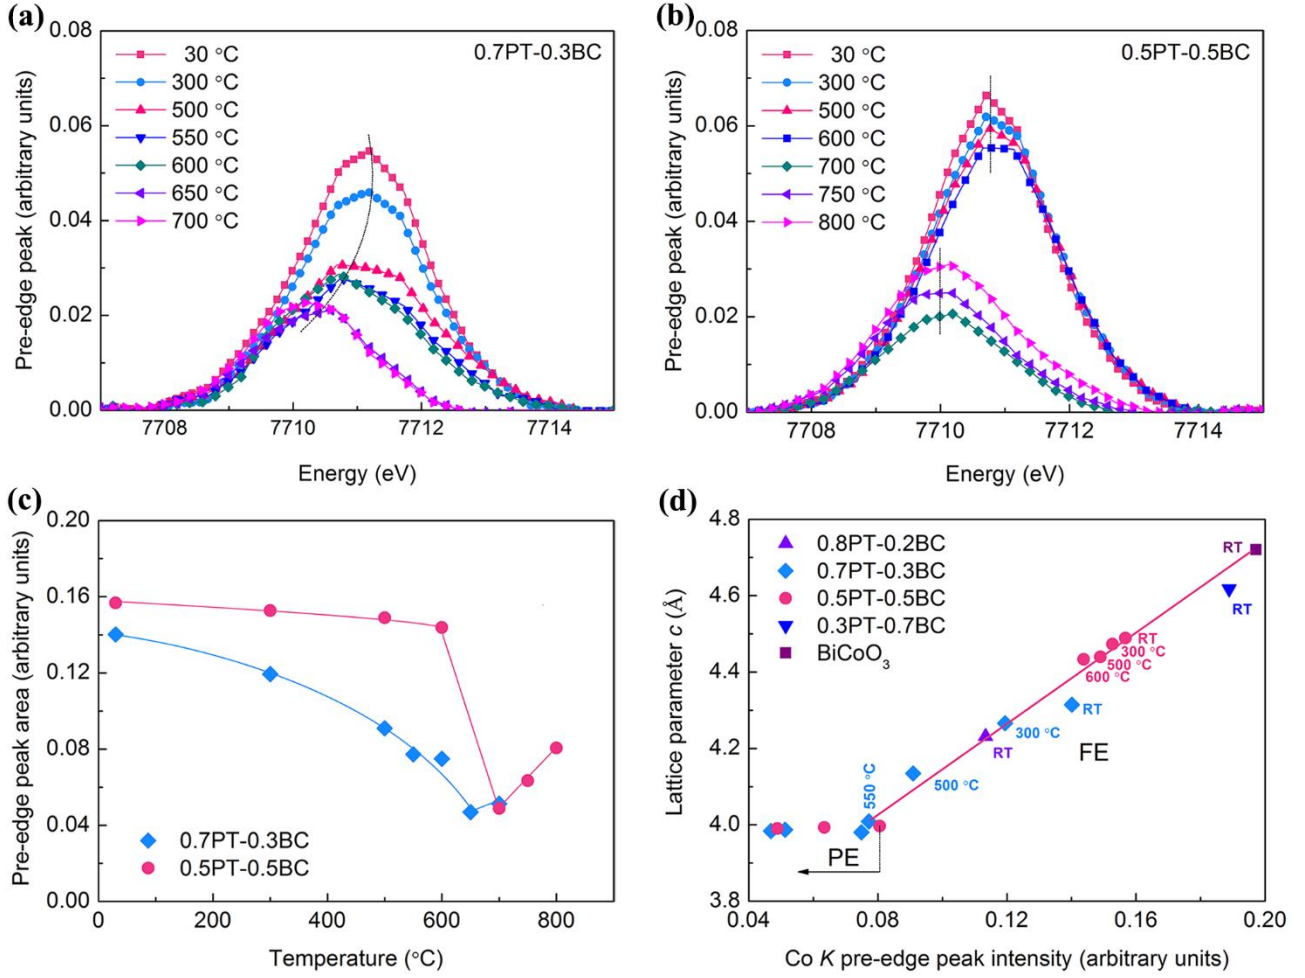 (a)
0.08
0.06
0.04
0.02
0.00
Pre-edge peak (arbitrary units)
30 °C
300 °C
500 °C
550 °C
600 °C
650 °C
700 °C
0.7PT-0.3BC
7708
7710
7712
7714
Energy (eV)
(b)
0.08
0.06
0.04
0.02
0.00
Pre-edge peak (arbitrary units)
30 °C
300 °C
500 °C
600 °C
700 °C
750 °C
800 °C
0.5PT-0.5BC
7708
7710
7712
7714
Energy (eV)
(c)
0.20
0.16
0.12
0.08
0.04
0.00
Pre-edge peak area (arbitrary units)
0.7PT-0.3BC
0.5PT-0.5BC
0
200
400
600
800
Temperature (°C)
(d)
4.8
4.6
4.4
4.2
4.0
3.8
Lattice parameter c (Å)
0.8PT-0.2BC
0.7PT-0.3BC
0.5PT-0.5BC
0.3PT-0.7BC
BiCoO₃
RT
RT
RT
300 °C
500 °C
600 °C
RT
300 °C
RT
FE
500 °C
550 °C
PE
0.04
0.08
0.12
0.16
0.20
Co K pre-edge peak intensity (arbitrary units)